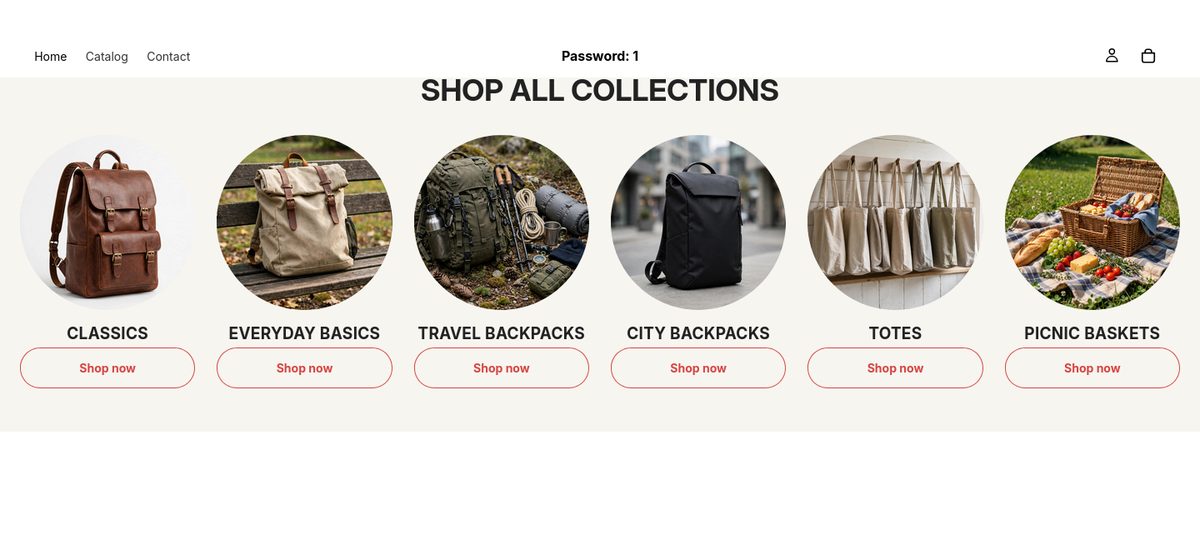 Home Catalog Contact Password: 1
SHOP ALL COLLECTIONS
CLASSICS EVERYDAY BASICS TRAVEL BACKPACKS CITY BACKPACKS TOTES PICNIC BASKETS
Shop now Shop now Shop now Shop now Shop now Shop now